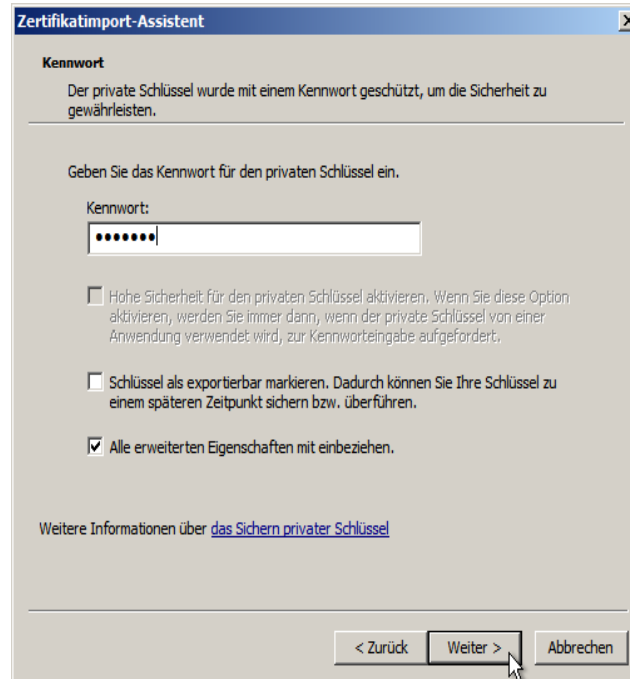 Zertifikatimport-Assistent
Kennwort
Der private Schlüssel wurde mit einem Kennwort geschützt, um die Sicherheit zu
gewährleisten.
Geben Sie das Kennwort für den privaten Schlüssel ein.
Kennwort:
•••••••
Hohe Sicherheit für den privaten Schlüssel aktivieren. Wenn Sie diese Option
aktivieren, werden Sie immer dann, wenn der private Schlüssel von einer
Anwendung verwendet wird, zur Kennworteingabe aufgefordert.
Schlüssel als exportierbar markieren. Dadurch können Sie Ihre Schlüssel zu
einem späteren Zeitpunkt sichern bzw. überführen.
Alle erweiterten Eigenschaften mit einbeziehen.
Weitere Informationen über das Sichern privater Schlüssel
< Zurück Weiter > Abbrechen